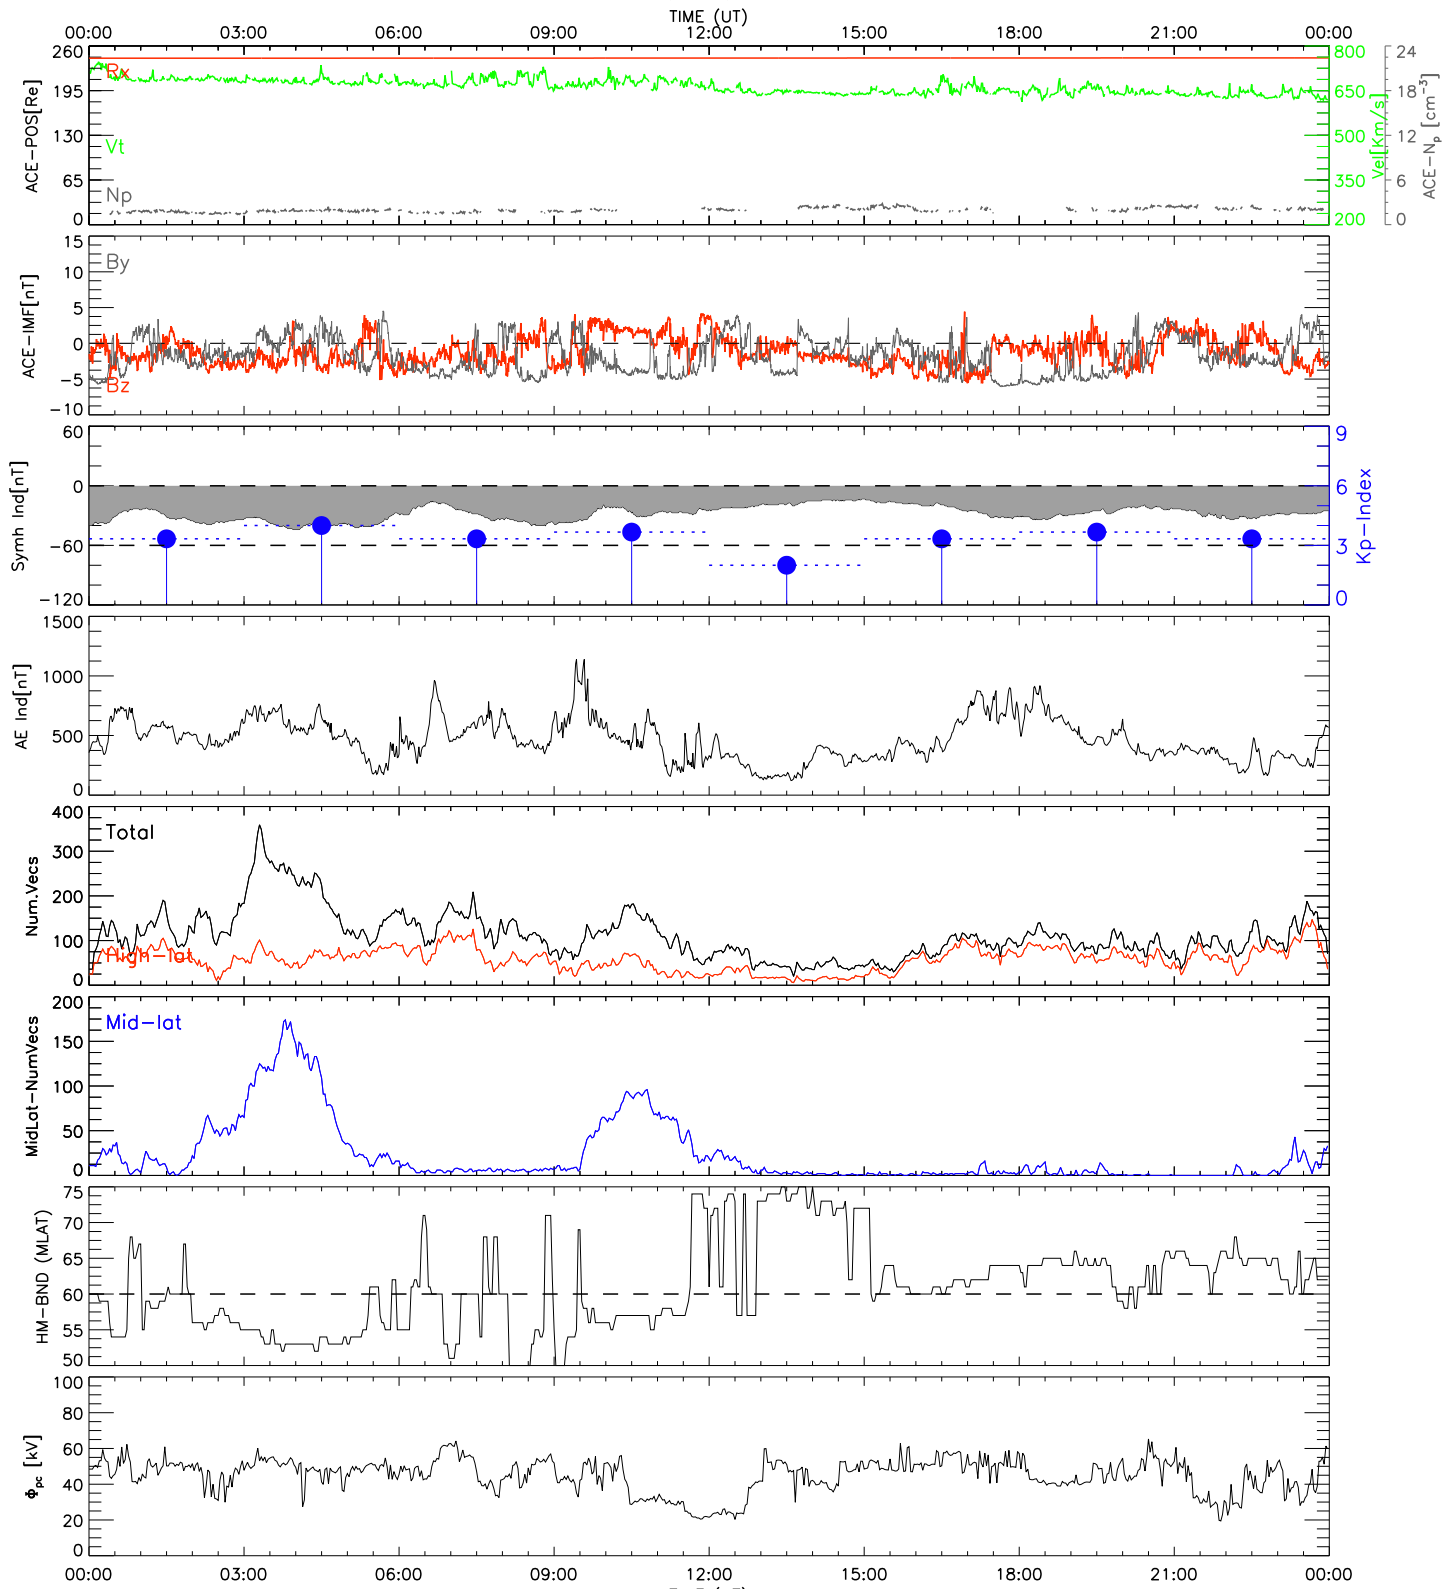 TIME (UT)
00:00 03:00 06:00 09:00 12:00 15:00 18:00 21:00 00:00
ACE-POS[Re]
260
195
130
65
0
Rx
Vt
Np
800
650
500
350
200
Vel[Km/s]
24
18
12
6
0
ACE-Np [cm-3]
ACE-IMF[nT]
15
10
5
0
-5
-10
By
Bz
Symh Ind[nT]
60
0
-60
-120
9
6
3
0
Kp-Index
AE Ind[nT]
1500
1000
500
0
Num.Vecs
400
300
200
100
0
Total
High-lat
MidLat-NumVecs
200
150
100
50
0
Mid-lat
HM-BND (MLAT)
75
70
65
60
55
50
Φpc [kV]
100
80
60
40
20
0
00:00 03:00 06:00 09:00 12:00 15:00 18:00 21:00 00:00